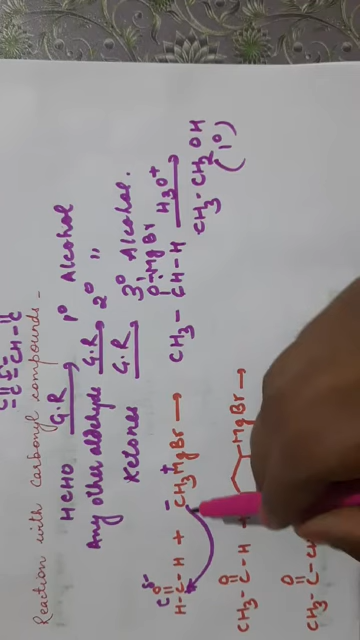 Reaction with carbonyl compounds -
HCHO G.R 1° Alcohol
Any other aldehyde G.R 2° "
Ketones G.R 3° Alcohol.
O δ-
H-C-H + CH3MgBr → CH3-CH-H H3O+ CH3-CH2OH
- + OMgBr (1°)
O
CH3-C-H + MgBr →
O
CH3-C-